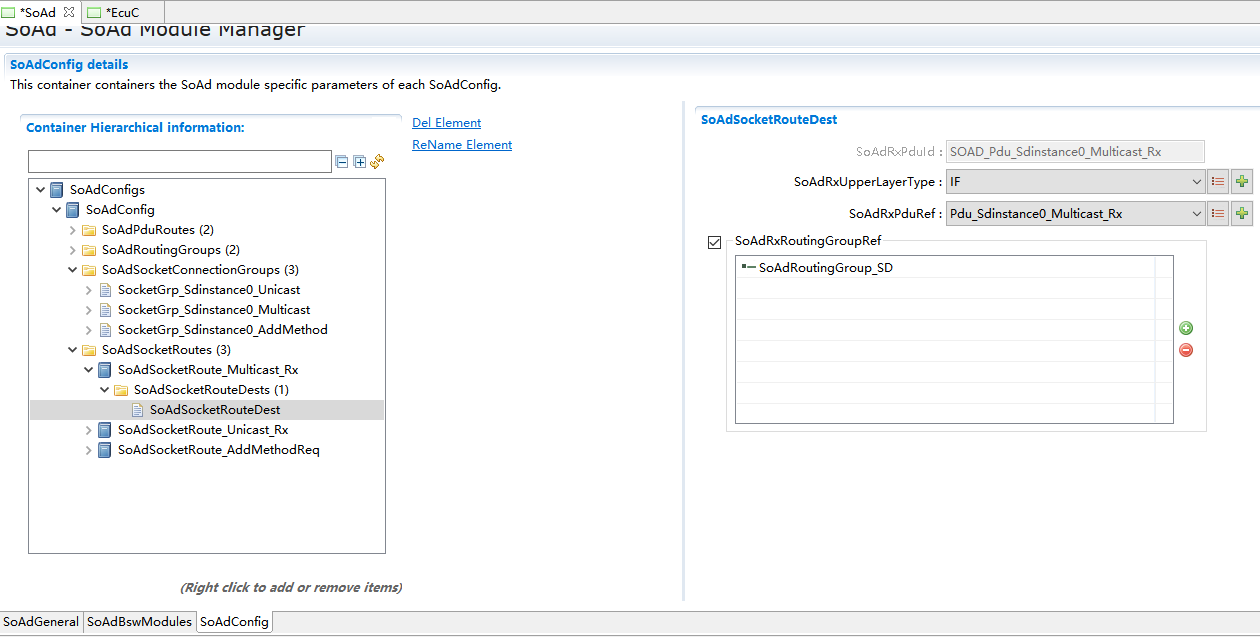 *SoAd
*EcuC
SoAd - SoAd Module Manager
SoAdConfig details
This container containers the SoAd module specific parameters of each SoAdConfig.
Container Hierarchical information:
Del Element
ReName Element
SoAdConfigs
SoAdConfig
SoAdPduRoutes (2)
SoAdRoutingGroups (2)
SoAdSocketConnectionGroups (3)
SocketGrp_Sdinstance0_Unicast
SocketGrp_Sdinstance0_Multicast
SocketGrp_Sdinstance0_AddMethod
SoAdSocketRoutes (3)
SoAdSocketRoute_Multicast_Rx
SoAdSocketRouteDests (1)
SoAdSocketRouteDest
SoAdSocketRoute_Unicast_Rx
SoAdSocketRoute_AddMethodReq
(Right click to add or remove items)
SoAdSocketRouteDest
SoAdRxPduId : SOAD_Pdu_Sdinstance0_Multicast_Rx
SoAdRxUpperLayerType : IF
SoAdRxPduRef : Pdu_Sdinstance0_Multicast_Rx
SoAdRxRoutingGroupRef
SoAdRoutingGroup_SD
SoAdGeneral SoAdBswModules SoAdConfig